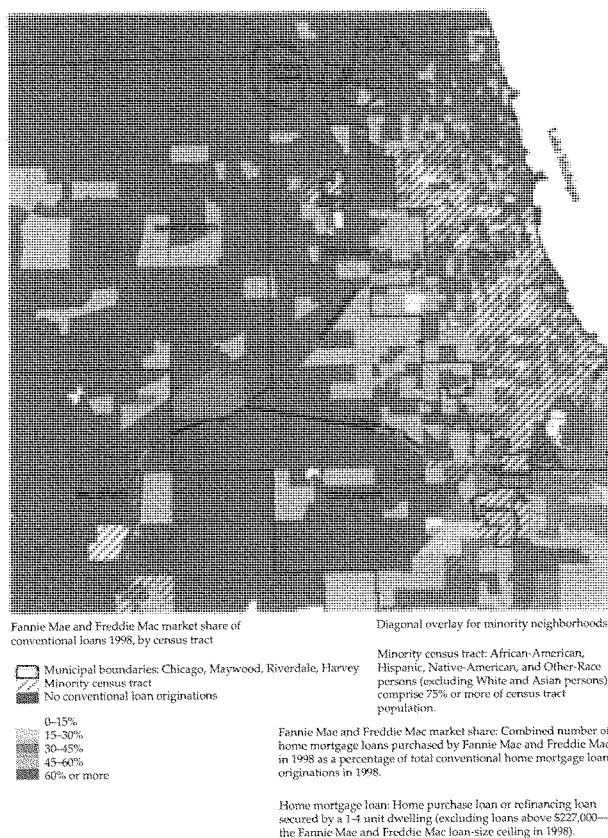 Fannie Mae and Freddie Mac market share of
conventional loans 1998, by census tract
Municipal boundaries: Chicago, Maywood, Riverdale, Harvey
Minority census tract
No conventional loan originations
0–15%
15–30%
30–45%
45–60%
60% or more
Diagonal overlay for minority neighborhoods
Minority census tract: African-American,
Hispanic, Native-American, and Other-Race
persons (excluding White and Asian persons)
comprise 75% or more of census tract
population.
Fannie Mae and Freddie Mac market share: Combined number of
home mortgage loans purchased by Fannie Mae and Freddie Mac
in 1998 as a percentage of total conventional home mortgage loan
originations in 1998.
Home mortgage loan: Home purchase loan or refinancing loan
secured by a 1-4 unit dwelling (excluding loans above $227,000—
the Fannie Mae and Freddie Mac loan-size ceiling in 1998).